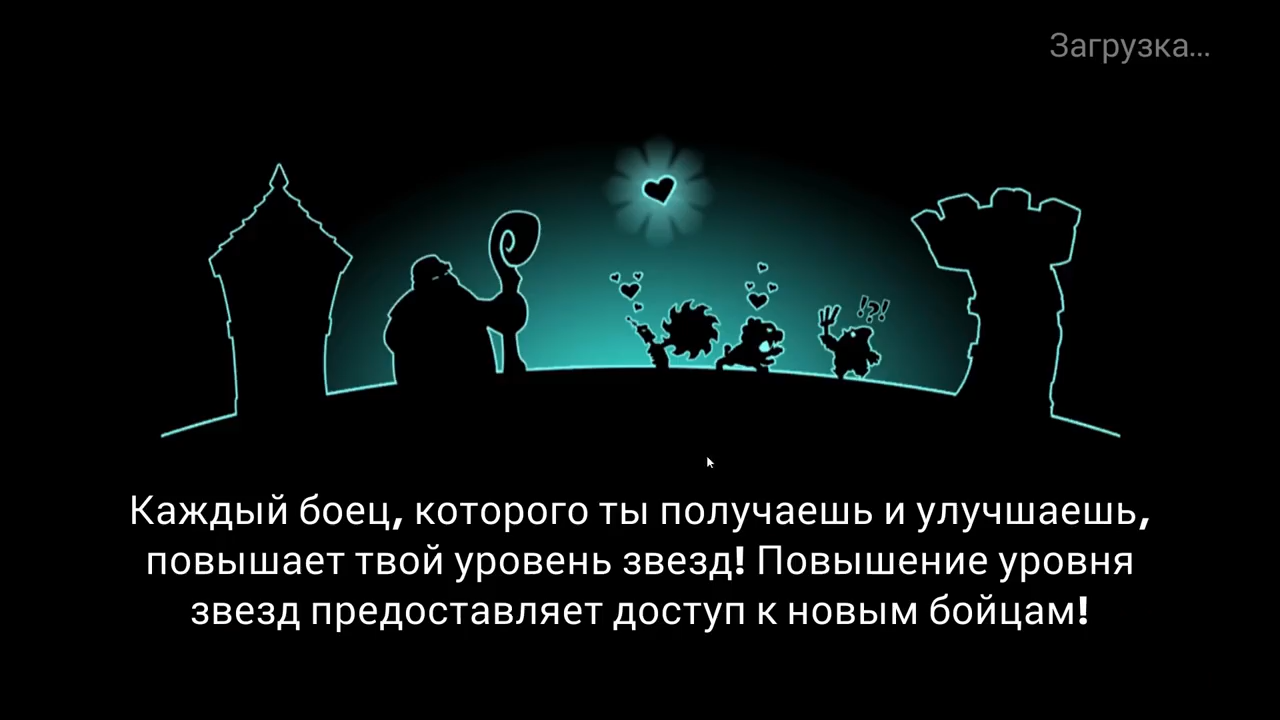 Загрузка...
!?!
Каждый боец, которого ты получаешь и улучшаешь,
повышает твой уровень звезд! Повышение уровня
звезд предоставляет доступ к новым бойцам!